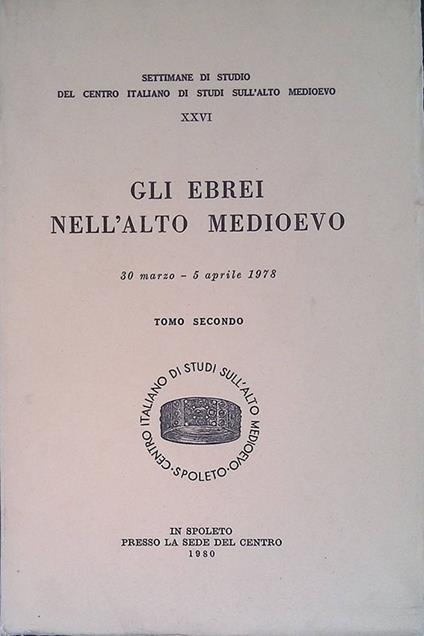 SETTIMANE DI STUDIO
DEL CENTRO ITALIANO DI STUDI SULL'ALTO MEDIOEVO
XXVI
GLI EBREI
NELL'ALTO MEDIOEVO
30 marzo - 5 aprile 1978
TOMO SECONDO
CENTRO ITALIANO DI STUDI SULL'ALTO MEDIOEVO·SPOLETO·
IN SPOLETO
PRESSO LA SEDE DEL CENTRO
1980